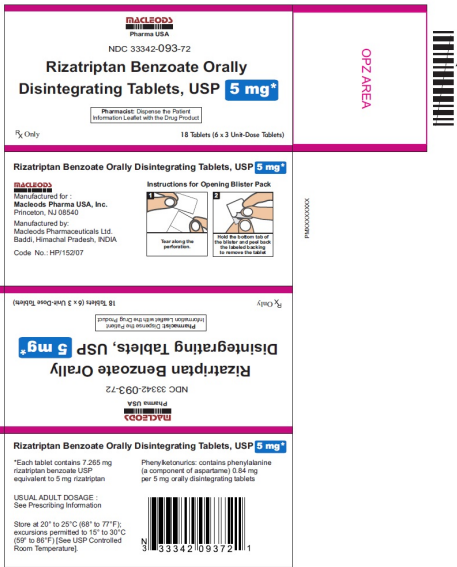 MACLEODS
Pharma USA
NDC 33342-093-72
Rizatriptan Benzoate Orally
Disintegrating Tablets, USP 5 mg*
Pharmacist: Dispense the Patient
Information Leaflet with the Drug Product
Rx Only
18 Tablets (6 x 3 Unit-Dose Tablets)
OPZ AREA
Rizatriptan Benzoate Orally Disintegrating Tablets, USP 5 mg*
MACLEODS
Manufactured for :
Macleods Pharma USA, Inc.
Princeton, NJ 08540
Manufactured by:
Macleods Pharmaceuticals Ltd.
Baddi, Himachal Pradesh, INDIA
Code No.: HP/152/07
Instructions for Opening Blister Pack
1
Tear along the
perforation.
2
Hold the bottom tab of
the blister and peel back
the labeled backing
to remove the tablet
PMXXXXXXXX
MACLEODS
Pharma USA
NDC 33342-093-72
Rizatriptan Benzoate Orally
Disintegrating Tablets, USP 5 mg*
Pharmacist: Dispense the Patient
Information Leaflet with the Drug Product
Rx Only
18 Tablets (6 x 3 Unit-Dose Tablets)
Rizatriptan Benzoate Orally Disintegrating Tablets, USP 5 mg*
*Each tablet contains 7.265 mg
rizatriptan benzoate USP
equivalent to 5 mg rizatriptan
USUAL ADULT DOSAGE :
See Prescribing Information
Store at 20° to 25°C (68° to 77°F);
excursions permitted to 15° to 30°C
(59° to 86°F) [See USP Controlled
Room Temperature].
Phenylketonurics: contains phenylalanine
(a component of aspartame) 0.84 mg
per 5 mg orally disintegrating tablets
N
3 33342 09372 1